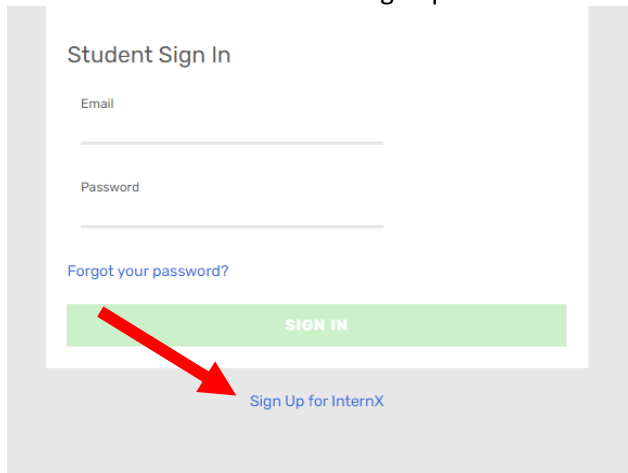 Student Sign In
Email
Password
Forgot your password?
SIGN IN
Sign Up for InternX